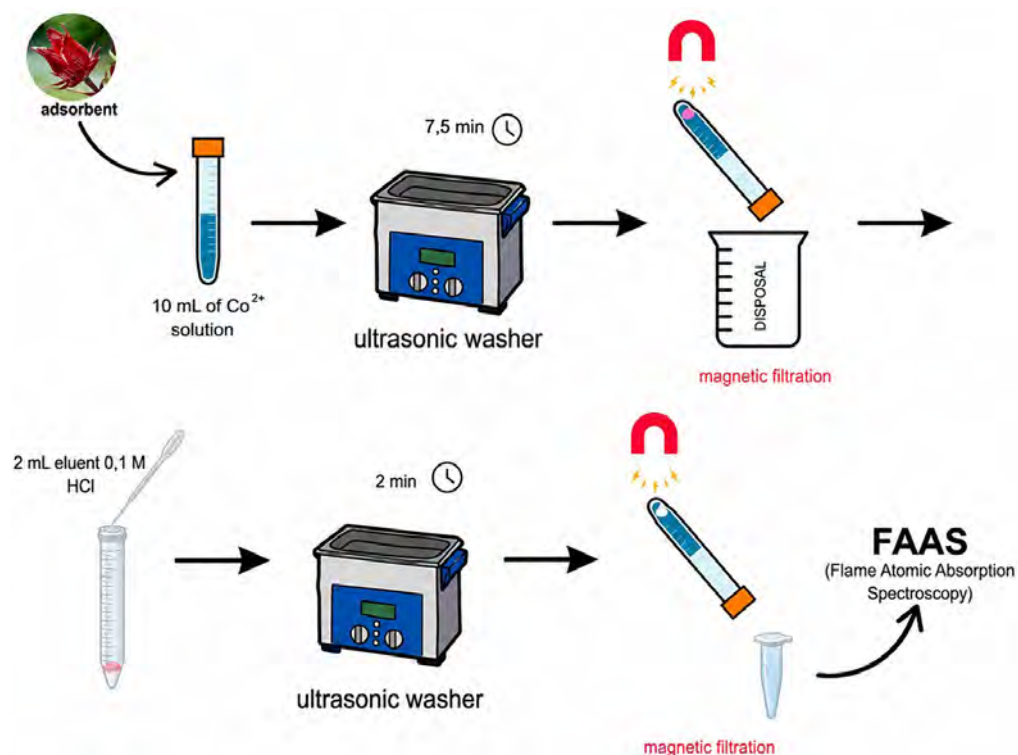 adsorbent
10 mL of Co²⁺
solution
7,5 min
ultrasonic washer
DISPOSAL
magnetic filtration
2 mL eluent 0,1 M
HCl
2 min
ultrasonic washer
magnetic filtration
FAAS
(Flame Atomic Absorption
Spectroscopy)